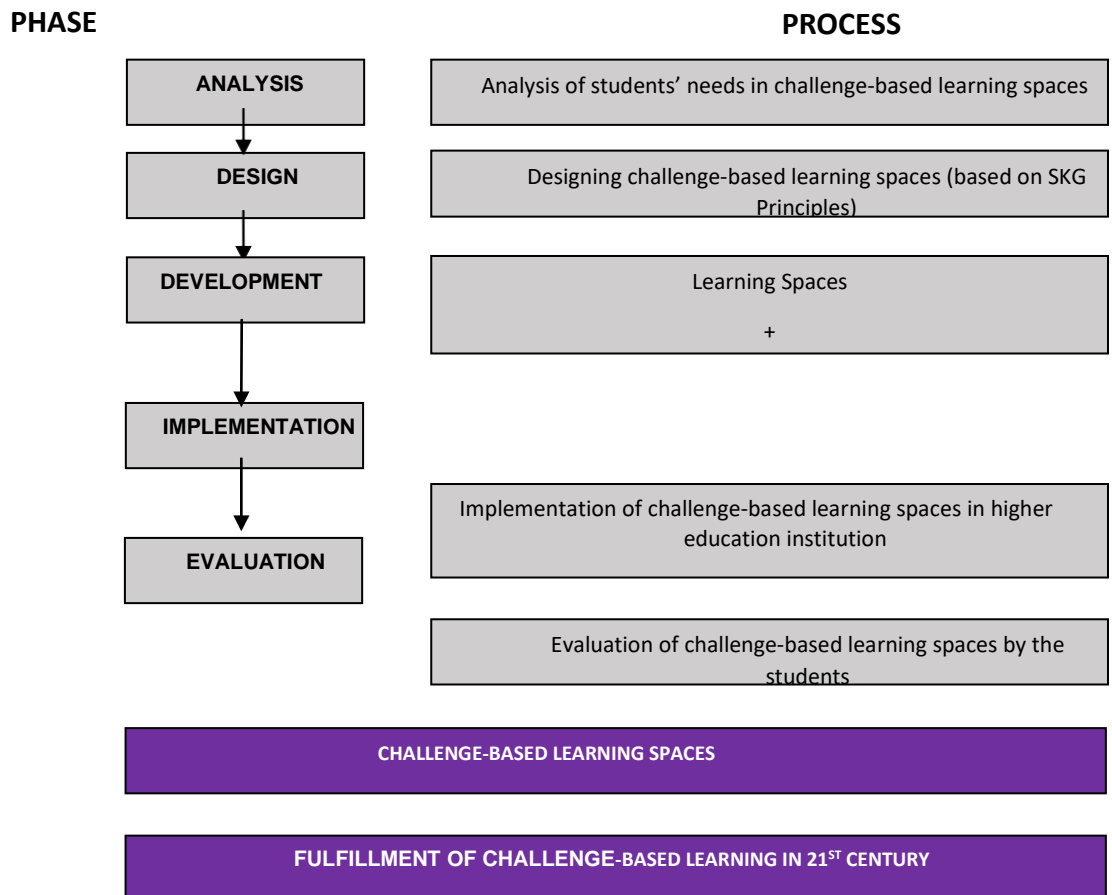 PHASE
PROCESS
ANALYSIS
Analysis of students’ needs in challenge-based learning spaces
DESIGN
Designing challenge-based learning spaces (based on SKG
Principles)
DEVELOPMENT
Learning Spaces
+
IMPLEMENTATION
Implementation of challenge-based learning spaces in higher
education institution
EVALUATION
Evaluation of challenge-based learning spaces by the
students
CHALLENGE-BASED LEARNING SPACES
FULFILLMENT OF CHALLENGE-BASED LEARNING IN 21ST CENTURY